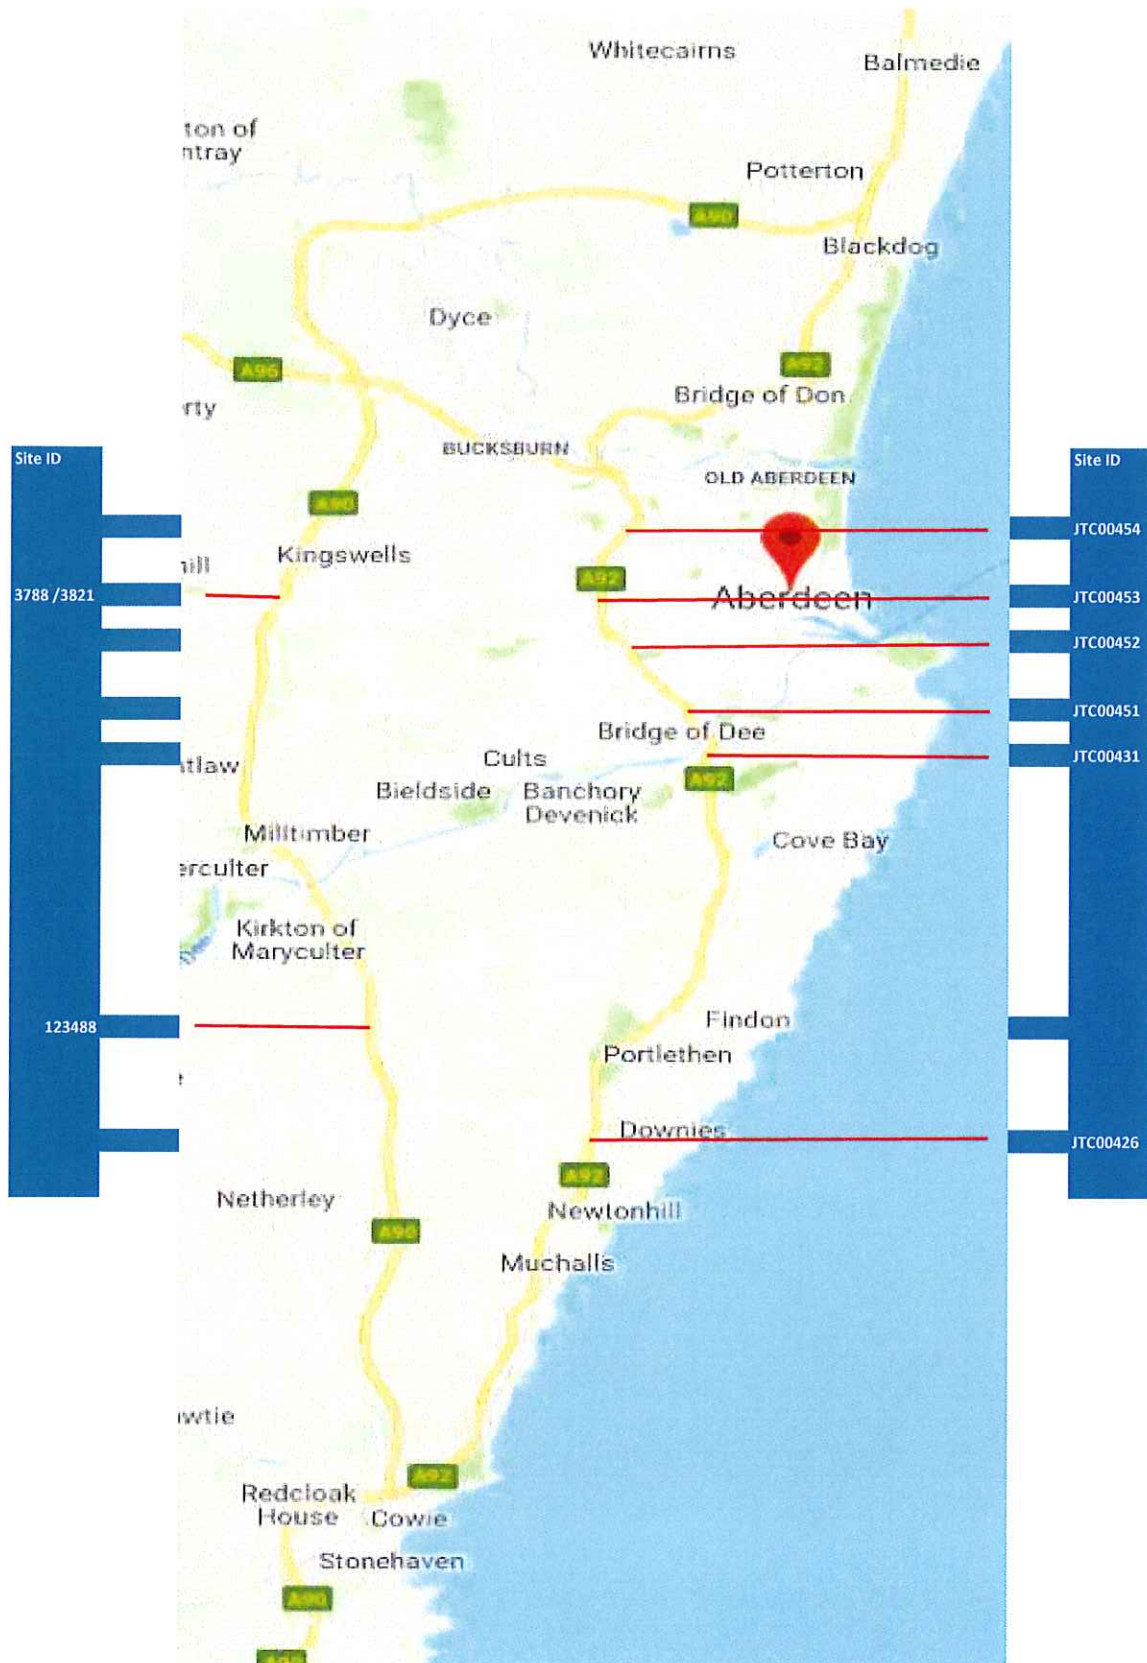 Whitecairns
Balmedie
ton of
ntray
Potterton
A90
Blackdog
Dyce
A92
A96
Bridge of Don
rty
BUCKSBURN
Site ID
Site ID
OLD ABERDEEN
A90
JTC00454
Kingswells
hill
A92
3788 /3821
Aberdeen
JTC00453
JTC00452
JTC00451
Bridge of Dee
JTC00431
Cults
tlaw
A92
Bieldside
Banchory
Devenick
Milltimber
Cove Bay
erculter
Kirkton of
Maryculter
Findon
123488
Portlethen
Downies
JTC00426
A92
Netherley
Newtonhill
A90
Muchalls
wtie
A92
Redcloak
House
Cowie
Stonehaven
A90